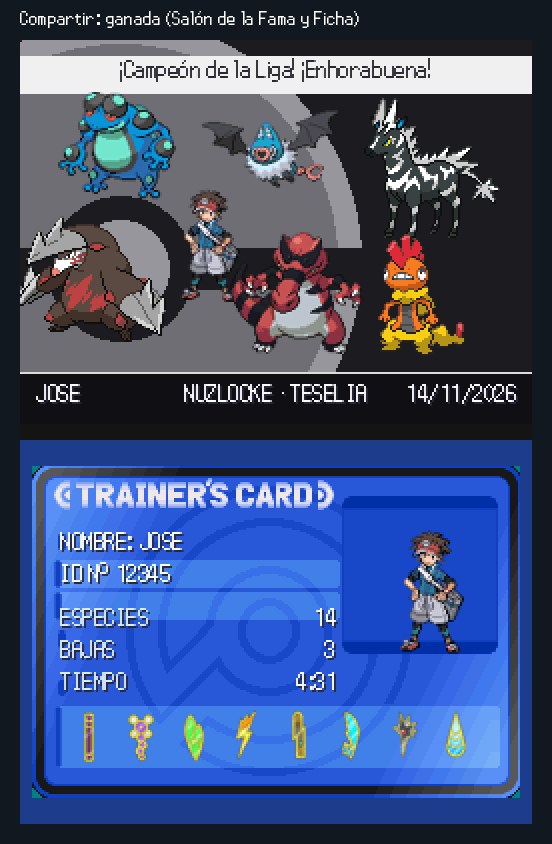 Compartir: ganada (Salón de la Fama y Ficha)
¡Campeón de la Liga! ¡Enhorabuena!
JOSE NUZLOCKE · TESELIA 14/11/2026
TRAINER'S CARD
NOMBRE: JOSE
ID Nº 12345
ESPECIES 14
BAJAS 3
TIEMPO 4:31